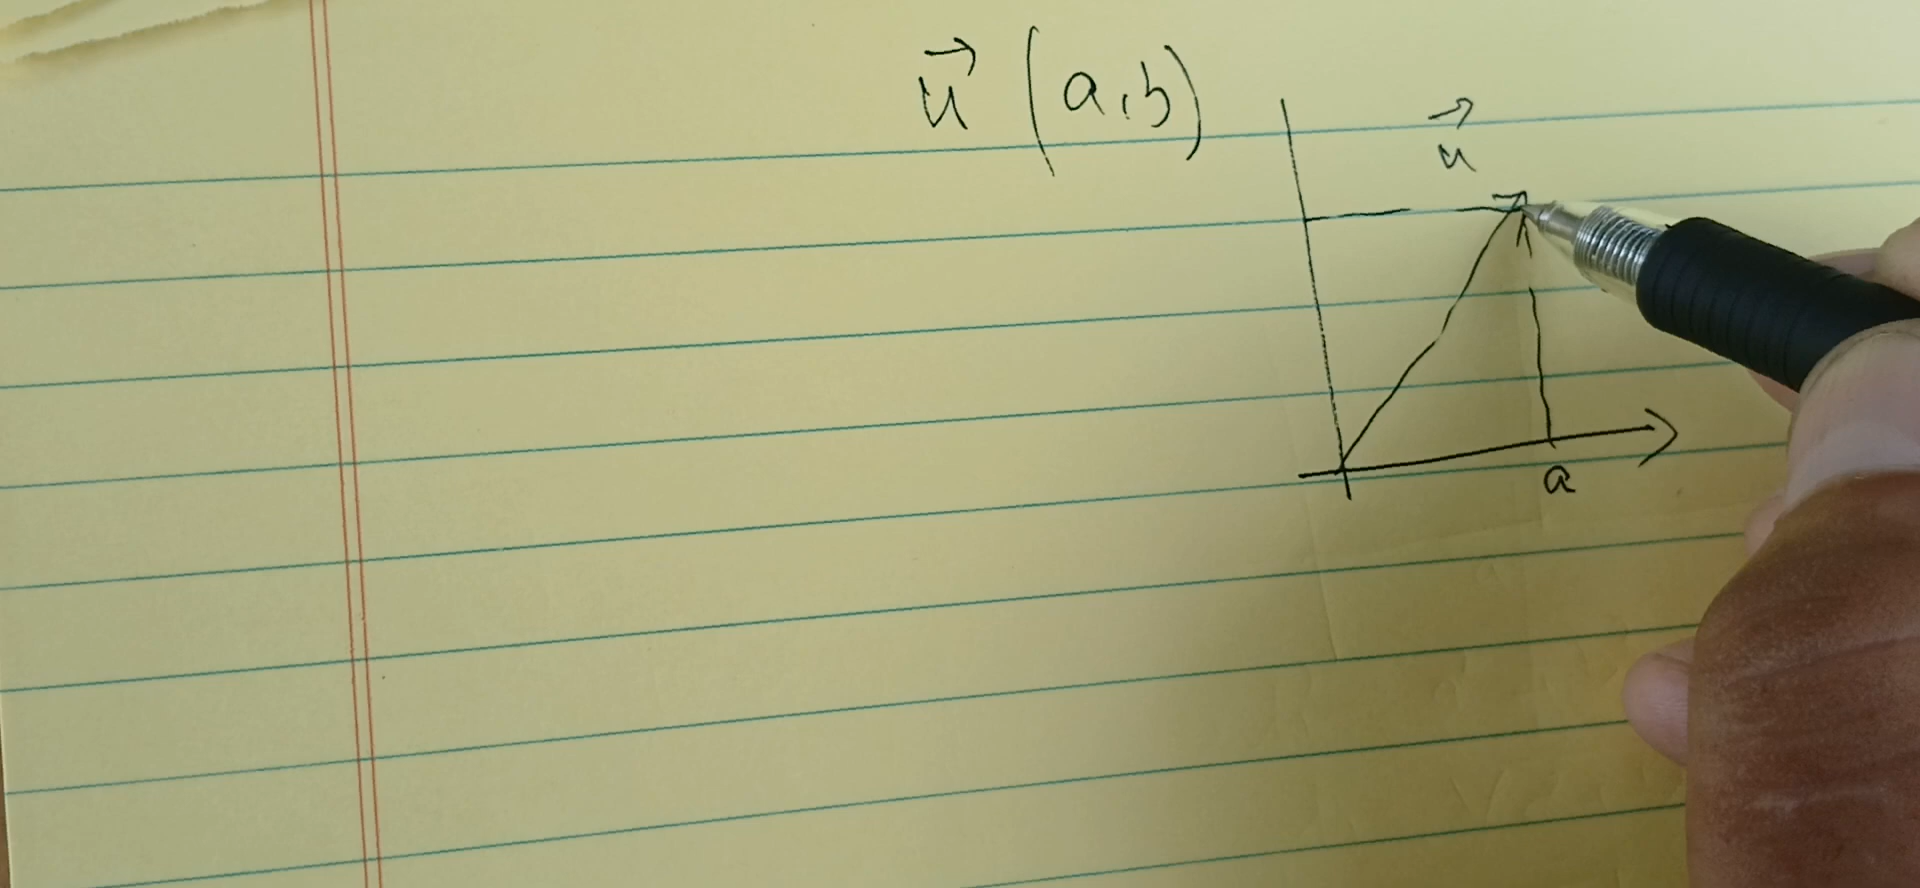 u⃗ (a,b)
u⃗
a